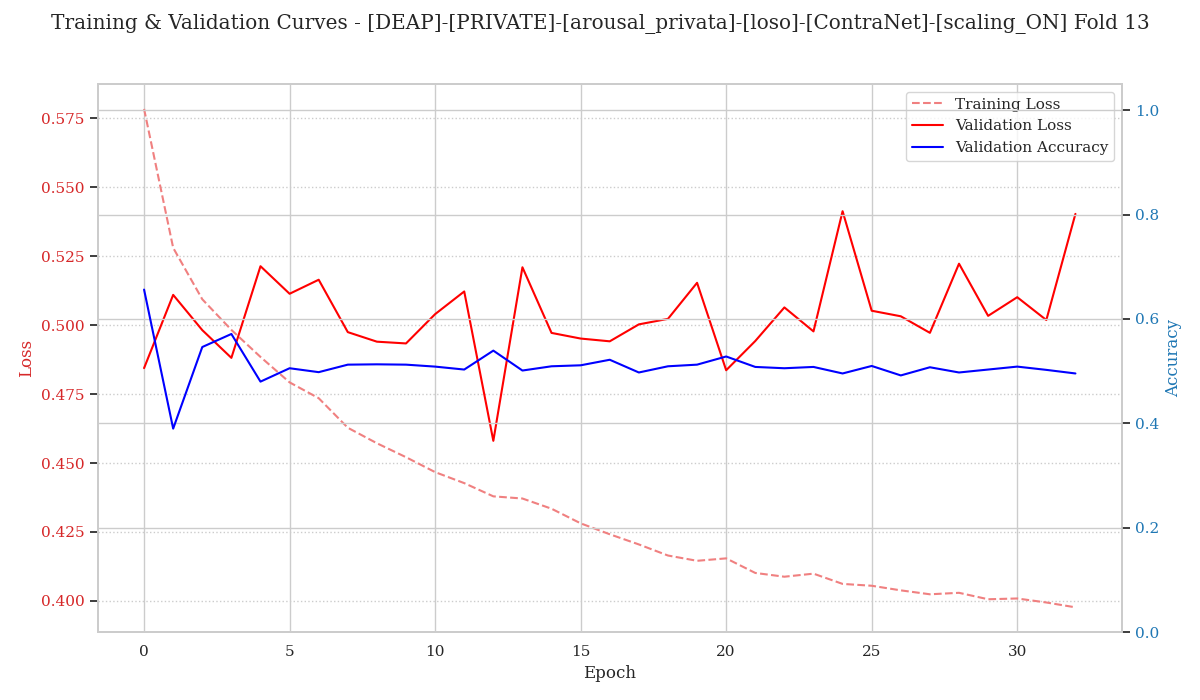 Training & Validation Curves - [DEAP]-[PRIVATE]-[arousal_privata]-[loso]-[ContraNet]-[scaling_ON] Fold 13
Training Loss
Validation Loss
Validation Accuracy
0.575
0.550
0.525
0.500
0.475
0.450
0.425
0.400
Loss
1.0
0.8
0.6
0.4
0.2
0.0
Accuracy
0 5 10 15 20 25 30
Epoch